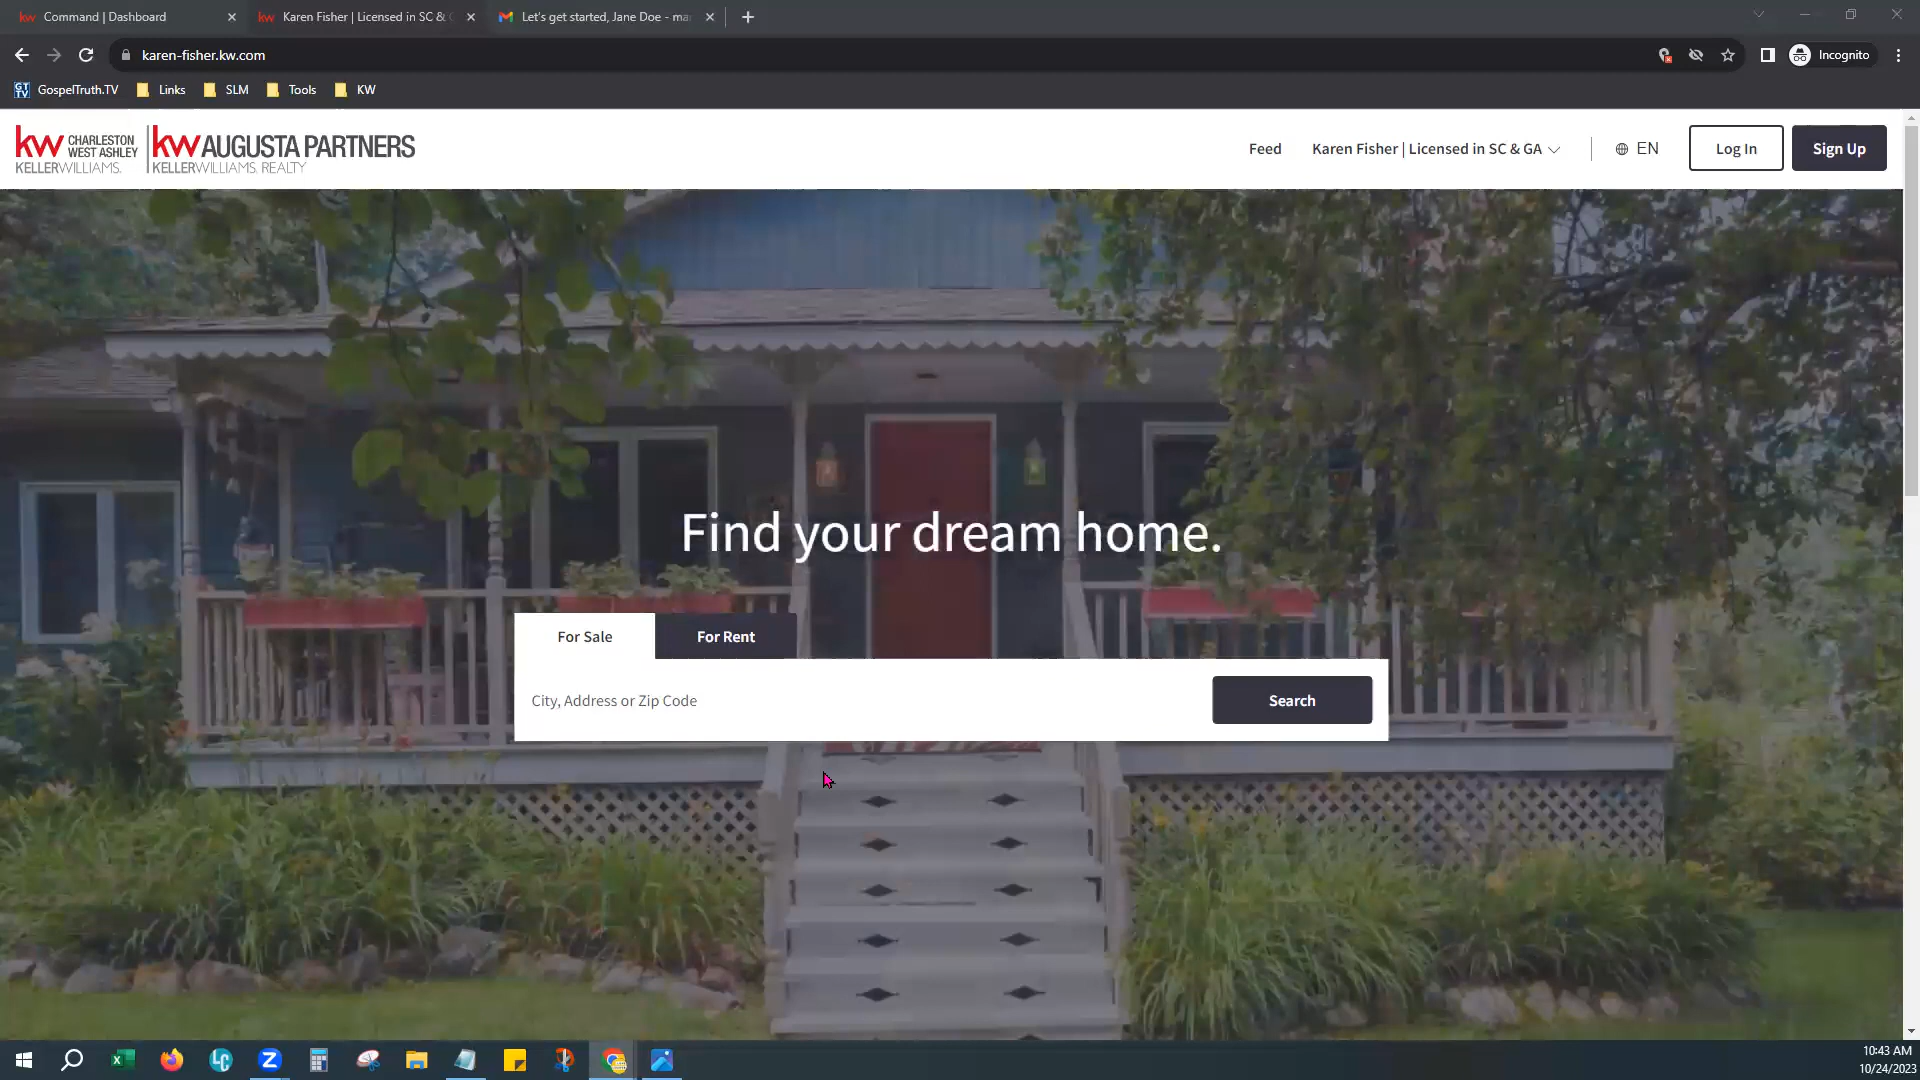 Command | Dashboard
Karen Fisher | Licensed in SC &
Let's get started, Jane Doe - ma
karen-fisher.kw.com
Incognito
GT TV
GospelTruth.TV
Links
SLM
Tools
KW
kw CHARLESTON WEST ASHLEY
KELLERWILLIAMS.
kw AUGUSTA PARTNERS
KELLERWILLIAMS. REALTY
Feed
Karen Fisher | Licensed in SC & GA
EN
Log In
Sign Up
Find your dream home.
For Sale
For Rent
City, Address or Zip Code
Search
10:43 AM
10/24/2023